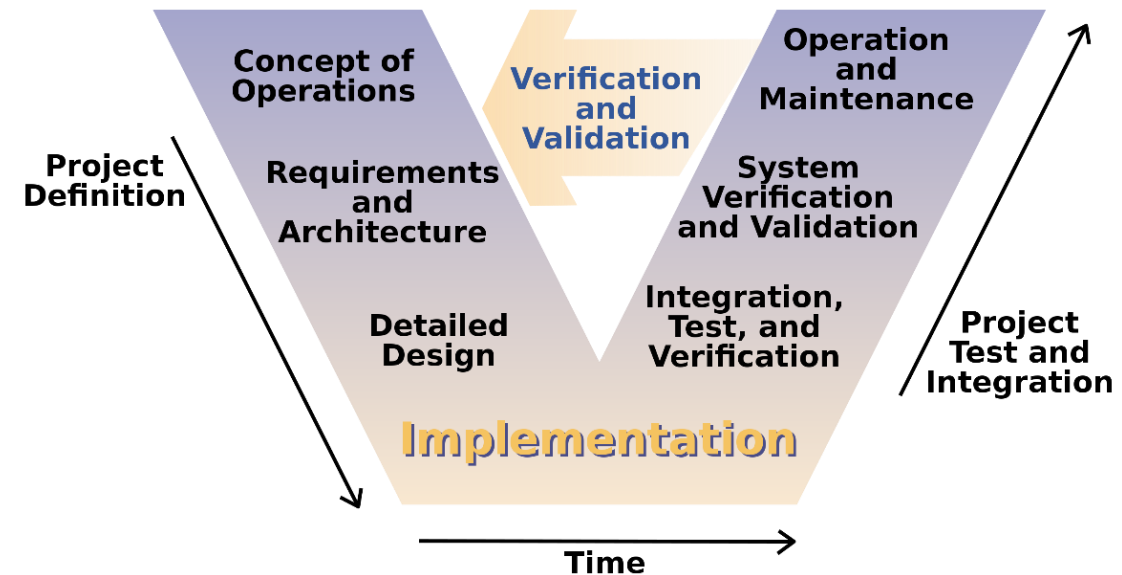 Concept of
Operations
Verification
and
Validation
Operation
and
Maintenance
Project
Definition
Requirements
and
Architecture
System
Verification
and Validation
Detailed
Design
Integration,
Test, and
Verification
Project
Test and
Integration
Implementation
Time